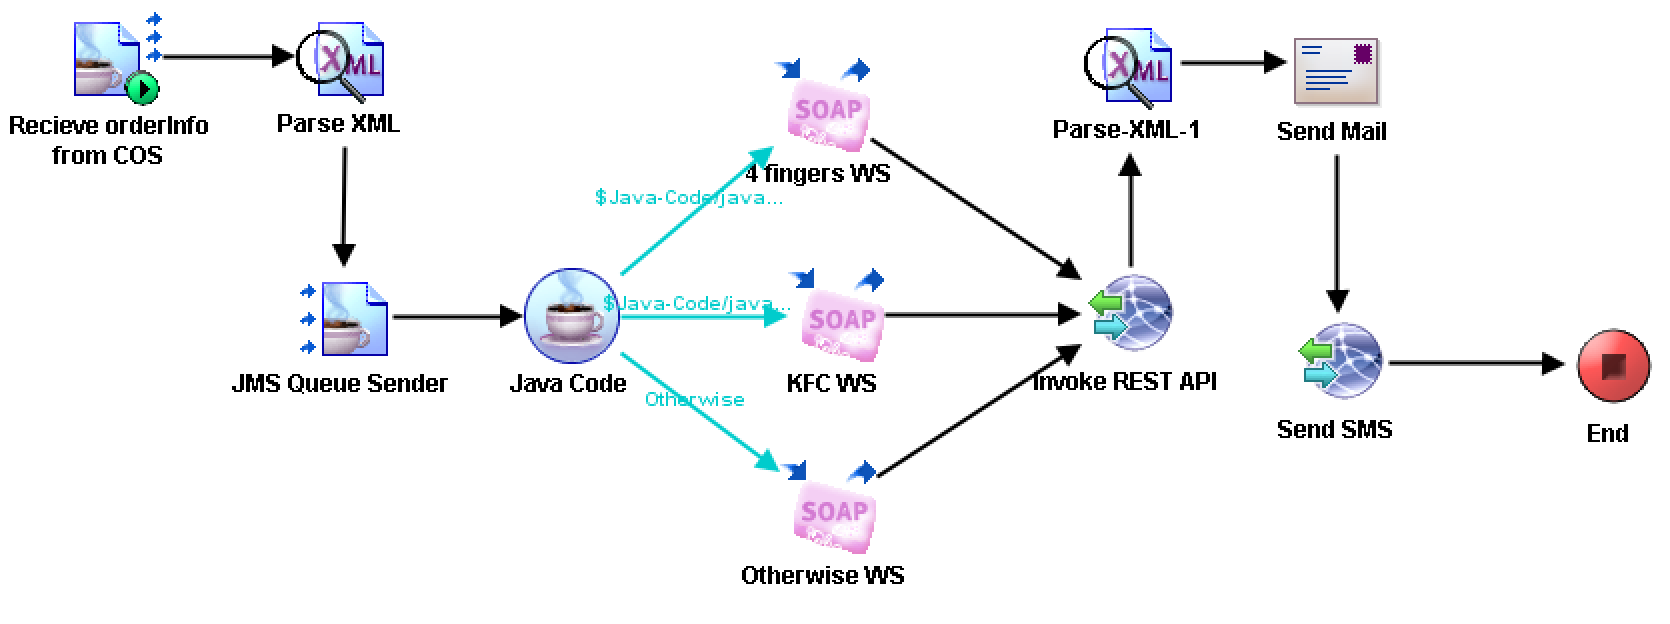 Recieve orderInfo
from COS
XML
Parse XML
JMS Queue Sender
Java Code
$Java-Code/java...
$Java-Code/java...
Otherwise
SOAP
4 fingers WS
SOAP
KFC WS
SOAP
Otherwise WS
Invoke REST API
XML
Parse-XML-1
Send Mail
Send SMS
End